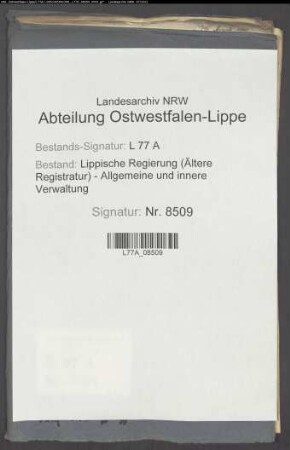 Landesarchiv NRW
Abteilung Ostwestfalen-Lippe
Bestands-Signatur: L 77 A
Bestand: Lippische Regierung (Ältere
Registratur) - Allgemeine und innere
Verwaltung
Signatur: Nr. 8509
L77A_08509